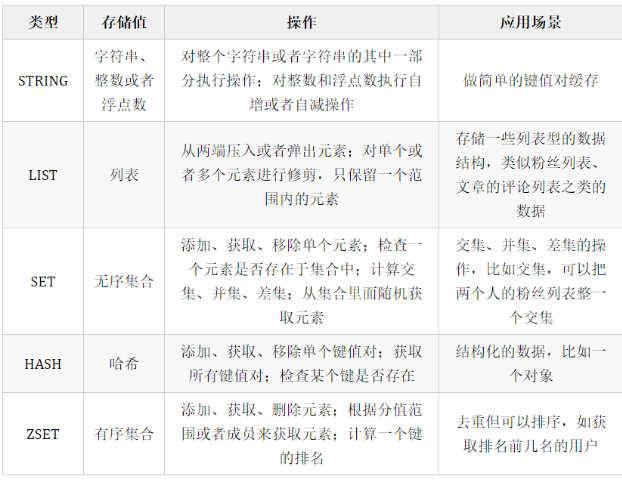 类型 存储值 操作 应用场景
STRING
字符串、
整数或者
浮点数
对整个字符串或者字符串的其中一部
分执行操作；对整数和浮点数执行自
增或者自减操作
做简单的键值对缓存
LIST
列表
从两端压入或者弹出元素；对单个或
者多个元素进行修剪，只保留一个范
围内的元素
存储一些列表型的数据
结构，类似粉丝列表、
文章的评论列表之类的
数据
SET
无序集合
添加、获取、移除单个元素；检查一
个元素是否存在于集合中；计算交
集、并集、差集；从集合里面随机获
取元素
交集、并集、差集的操
作，比如交集，可以把
两个人的粉丝列表整一
个交集
HASH
哈希
添加、获取、移除单个键值对；获取
所有键值对；检查某个键是否存在
结构化的数据，比如一
个对象
ZSET
有序集合
添加、获取、删除元素；根据分值范
围或者成员来获取元素；计算一个键
的排名
去重但可以排序，如获
取排名前几名的用户